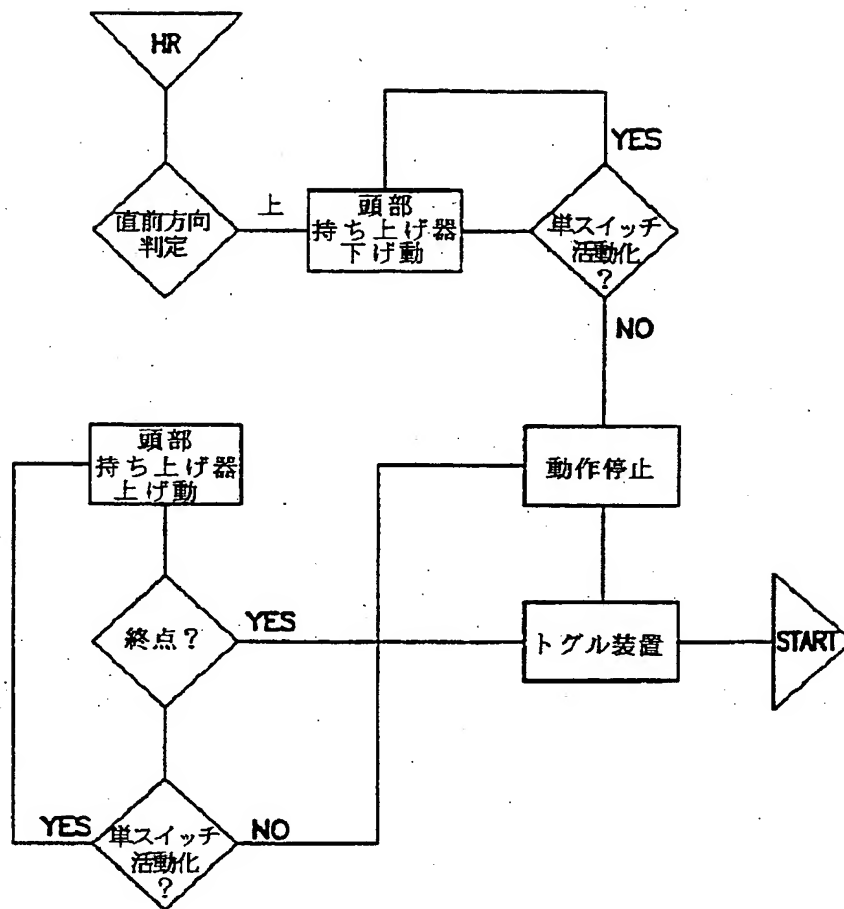 HR
直前方向
判定
上
頭部
持ち上げ器
下げ動
YES
単スイッチ
活動化
?
NO
頭部
持ち上げ器
上げ動
動作停止
終点?
YES
トグル装置
START
YES
単スイッチ
活動化
?
NO